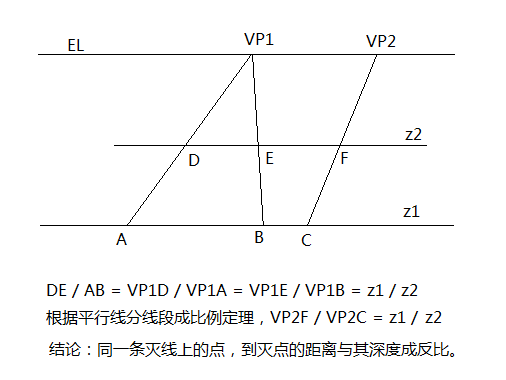 EL VP1 VP2
z2
D E F
z1
A B C
DE / AB = VP1D / VP1A = VP1E / VP1B = z1 / z2
根据平行线分线段成比例定理，VP2F / VP2C = z1 / z2
结论：同一条灭线上的点，到灭点的距离与其深度成反比。